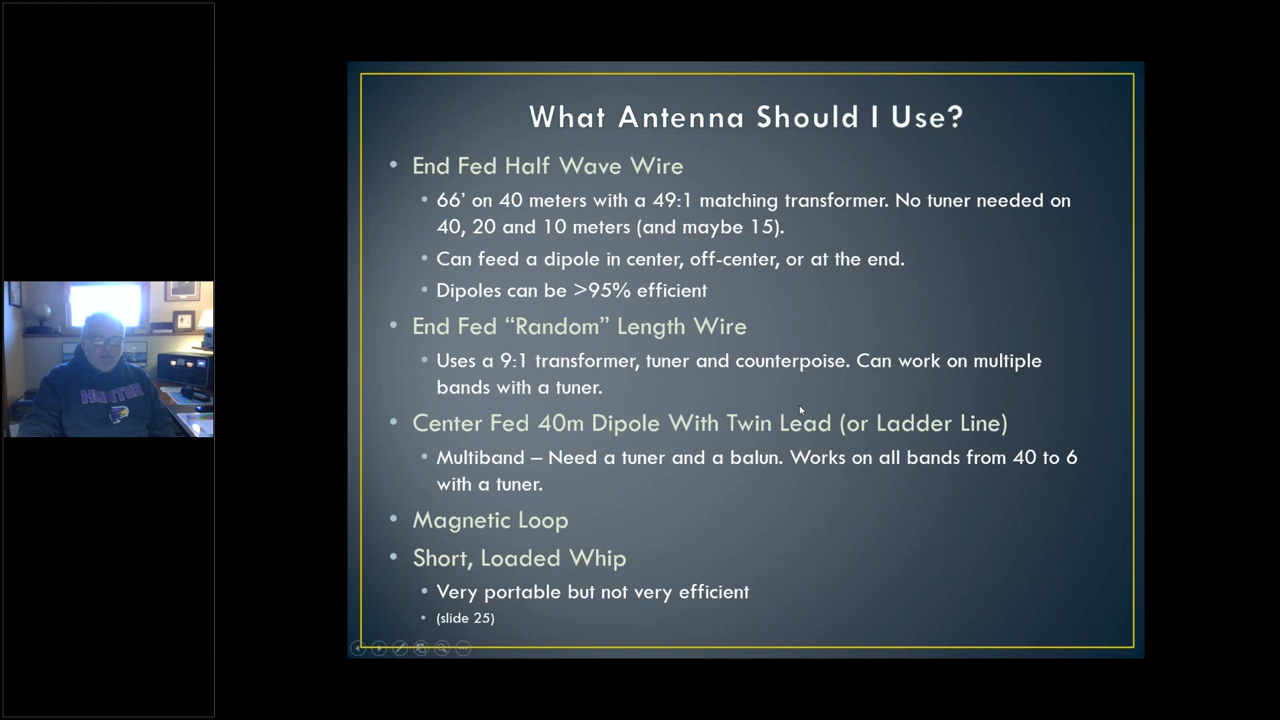 What Antenna Should I Use?
• End Fed Half Wave Wire
• 66' on 40 meters with a 49:1 matching transformer. No tuner needed on
40, 20 and 10 meters (and maybe 15).
• Can feed a dipole in center, off-center, or at the end.
• Dipoles can be >95% efficient
• End Fed “Random” Length Wire
• Uses a 9:1 transformer, tuner and counterpoise. Can work on multiple
bands with a tuner.
• Center Fed 40m Dipole With Twin Lead (or Ladder Line)
• Multiband – Need a tuner and a balun. Works on all bands from 40 to 6
with a tuner.
• Magnetic Loop
• Short, Loaded Whip
• Very portable but not very efficient
• (slide 25)
HUNTER